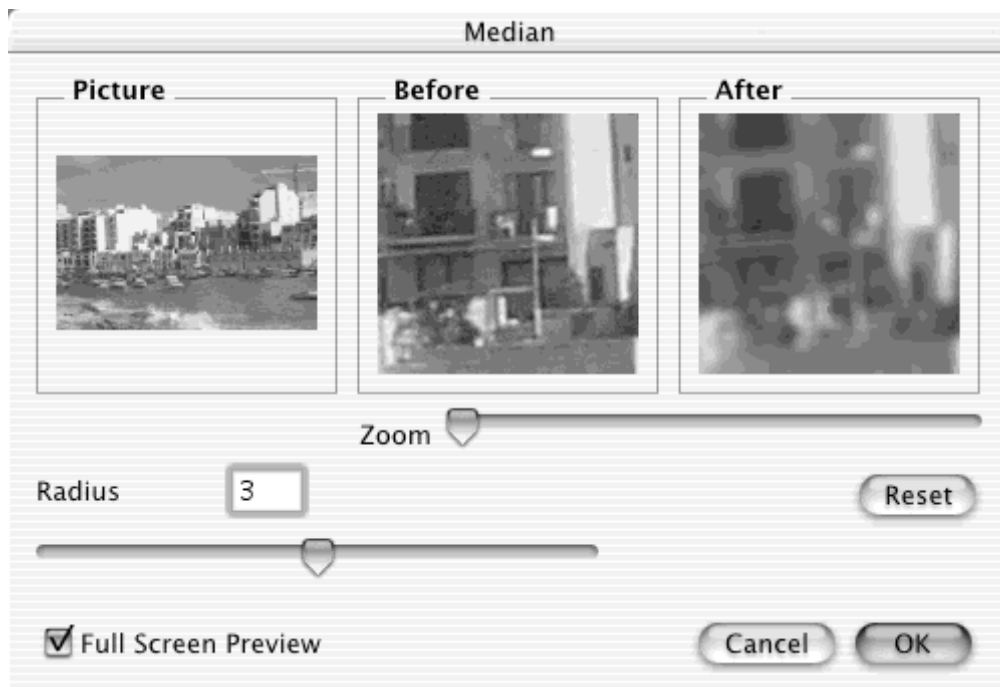 Median
Picture
Before
After
Zoom
Radius 3
Reset
Full Screen Preview
Cancel OK